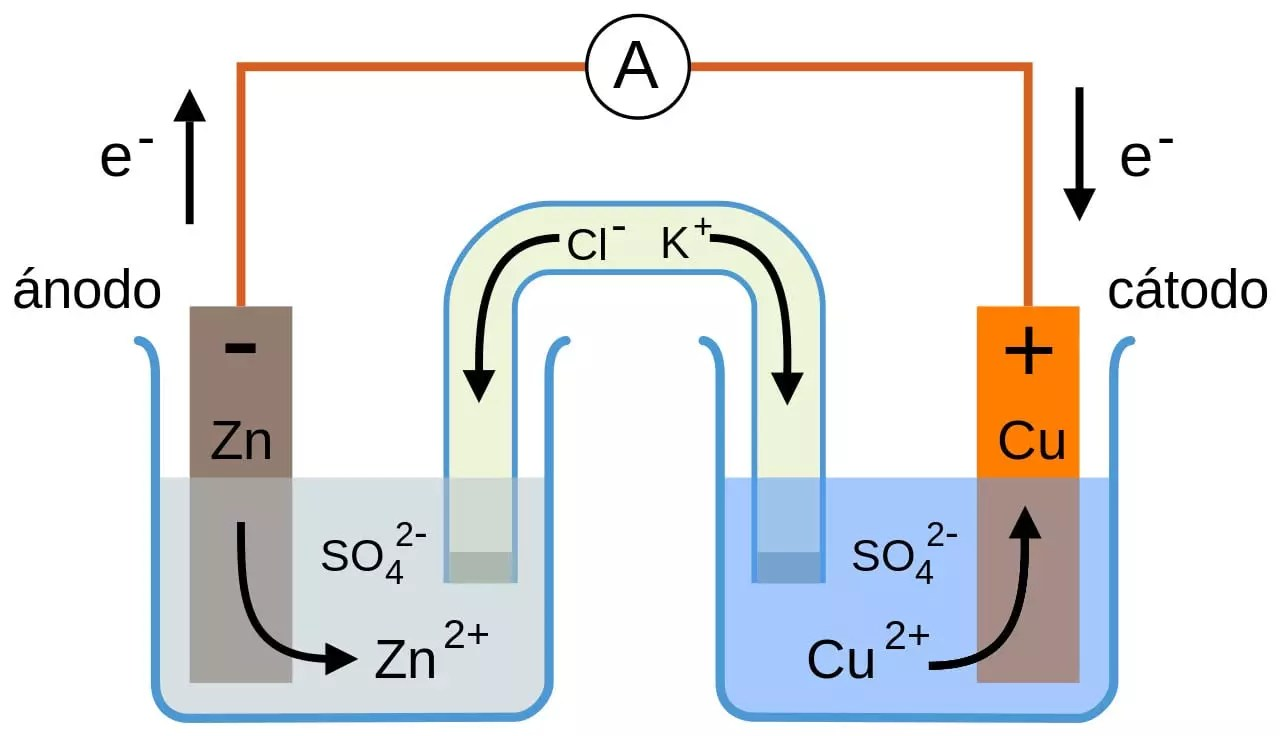 A
e-
e-
Cl- K+
ánodo
cátodo
-
+
Zn
Cu
SO₄²⁻
SO₄²⁻
Zn²⁺
Cu²⁺